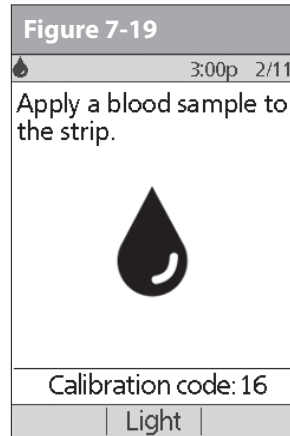 Figure 7-19
3:00p 2/11
Apply a blood sample to
the strip.
Calibration code: 16
Light